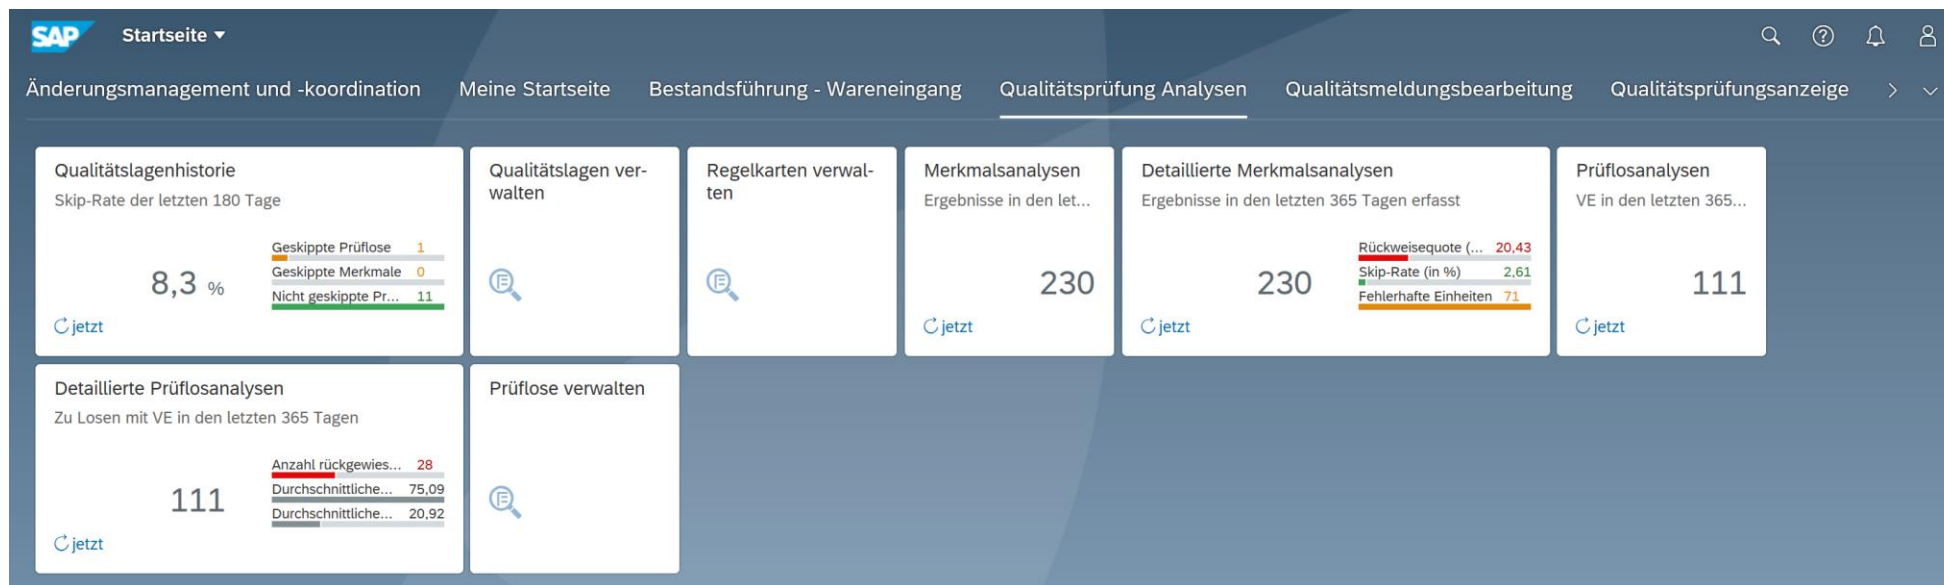 SAP Startseite
Änderungsmanagement und -koordination Meine Startseite Bestandsführung - Wareneingang Qualitätsprüfung Analysen Qualitätsmeldungsbearbeitung Qualitätsprüfungsanzeige
Qualitätslagenhistorie
Skip-Rate der letzten 180 Tage
Geskippte Prüflose 1
Geskippte Merkmale 0
Nicht geskippte Pr... 11
8,3 %
jetzt
Qualitätslagen ver-
walten
Regelkarten verwal-
ten
Merkmalsanalysen
Ergebnisse in den let...
230
jetzt
Detaillierte Merkmalsanalysen
Ergebnisse in den letzten 365 Tagen erfasst
230
Rückweisequote (... 20,43
Skip-Rate (in %) 2,61
Fehlerhafte Einheiten 71
jetzt
Prüflosanalysen
VE in den letzten 365...
111
jetzt
Detaillierte Prüflosanalysen
Zu Losen mit VE in den letzten 365 Tagen
111
Anzahl rückgewies... 28
Durchschnittliche... 75,09
Durchschnittliche... 20,92
jetzt
Prüflose verwalten